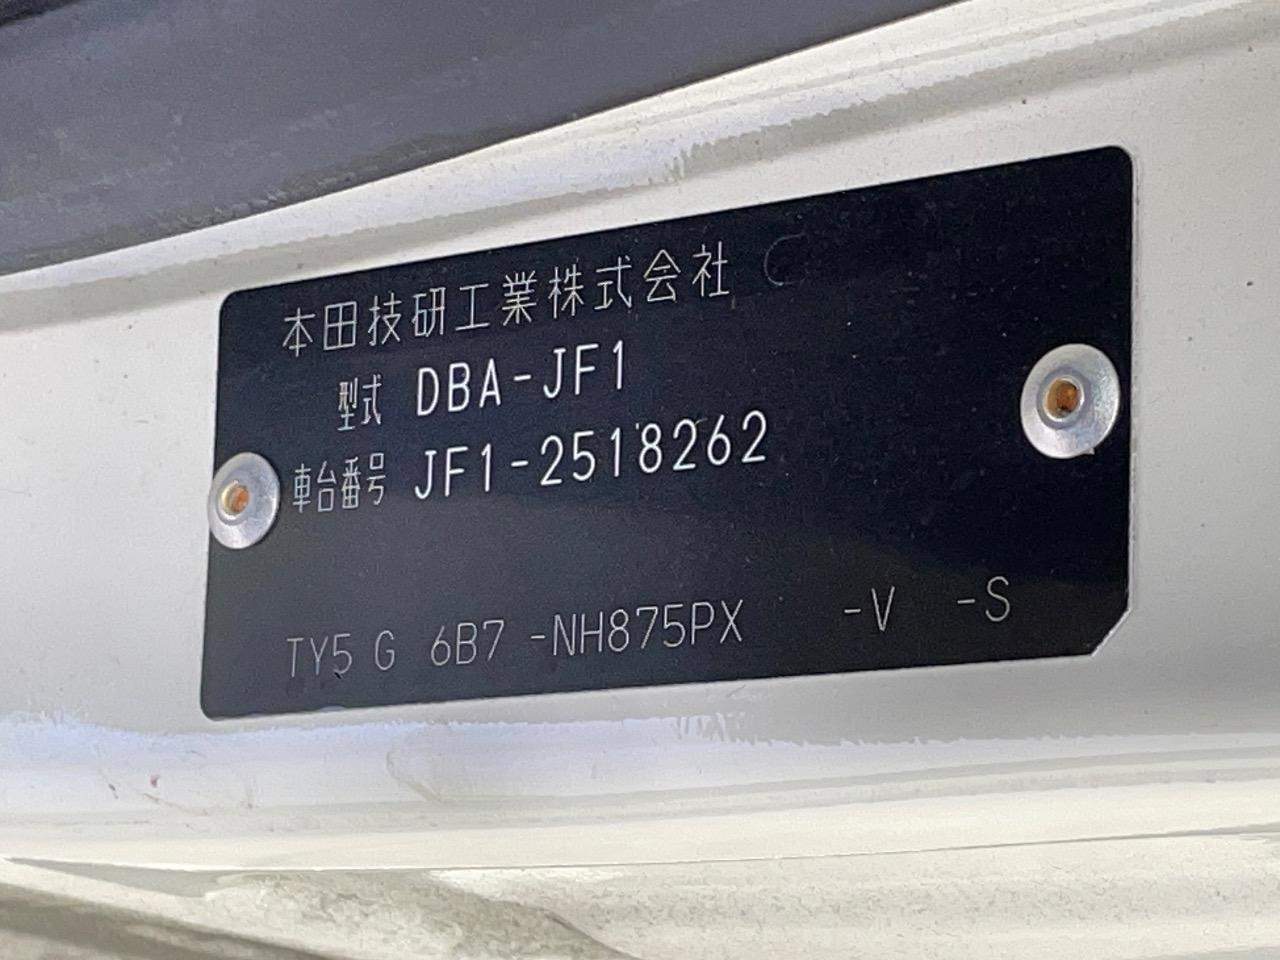 本田技研工業株式会社 C
型式 DBA-JF1
車台番号 JF1-2518262
TY5 G 6B7 -NH875PX -V -S